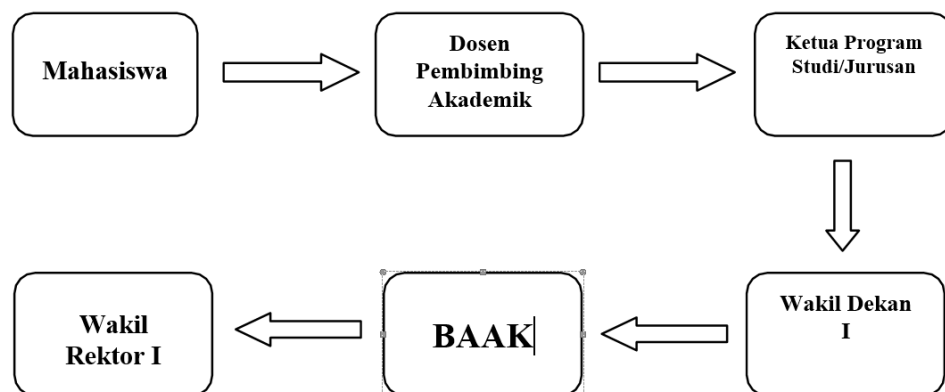 Mahasiswa
Dosen
Pembimbing
Akademik
Ketua Program
Studi/Jurusan
Wakil Dekan
I
BAAK
Wakil
Rektor I